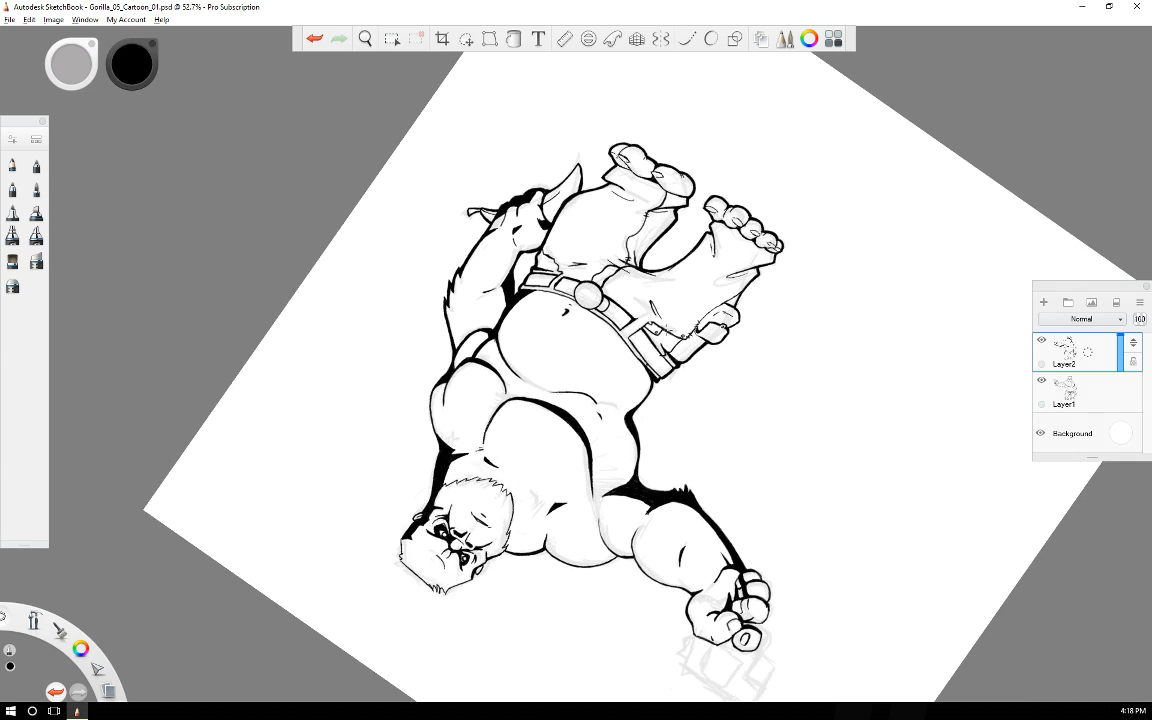 Autodesk SketchBook - Gorilla_05_Cartoon_01.psd @ 52.7% - Pro Subscription
File Edit Image Window My Account Help
T
Normal 100
Layer2
Layer1
Background
4:18 PM